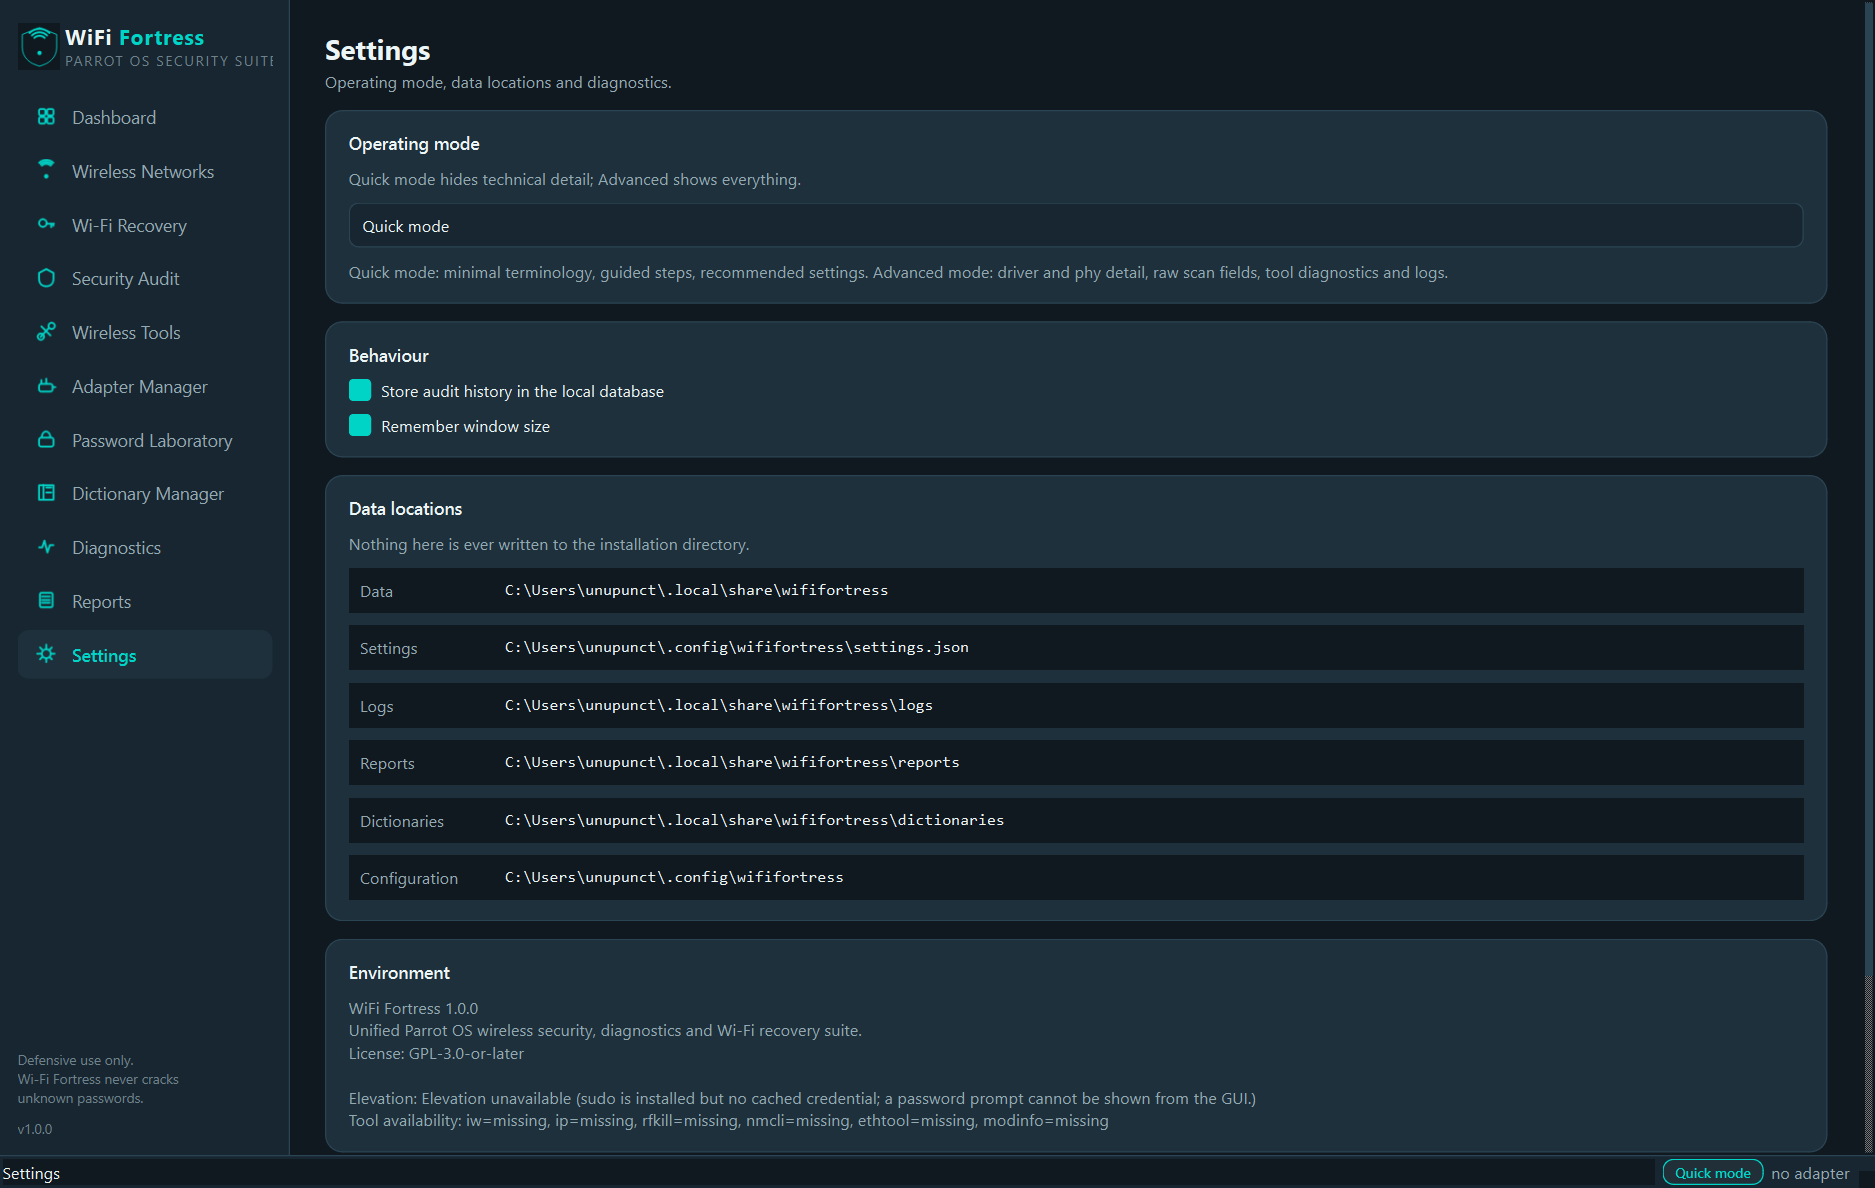 WiFi Fortress
PARROT OS SECURITY SUITE
Dashboard
Wireless Networks
Wi-Fi Recovery
Security Audit
Wireless Tools
Adapter Manager
Password Laboratory
Dictionary Manager
Diagnostics
Reports
Settings
Defensive use only.
Wi-Fi Fortress never cracks
unknown passwords.
v1.0.0
Settings
Operating mode, data locations and diagnostics.
Operating mode
Quick mode hides technical detail; Advanced shows everything.
Quick mode
Quick mode: minimal terminology, guided steps, recommended settings. Advanced mode: driver and phy detail, raw scan fields, tool diagnostics and logs.
Behaviour
Store audit history in the local database
Remember window size
Data locations
Nothing here is ever written to the installation directory.
Data C:\Users\unupunct\.local\share\wififortress
Settings C:\Users\unupunct\.config\wififortress\settings.json
Logs C:\Users\unupunct\.local\share\wififortress\logs
Reports C:\Users\unupunct\.local\share\wififortress\reports
Dictionaries C:\Users\unupunct\.local\share\wififortress\dictionaries
Configuration C:\Users\unupunct\.config\wififortress
Environment
WiFi Fortress 1.0.0
Unified Parrot OS wireless security, diagnostics and Wi-Fi recovery suite.
License: GPL-3.0-or-later
Elevation: Elevation unavailable (sudo is installed but no cached credential; a password prompt cannot be shown from the GUI.)
Tool availability: iw=missing, ip=missing, rfkill=missing, nmcli=missing, ethtool=missing, modinfo=missing
Settings
Quick mode no adapter